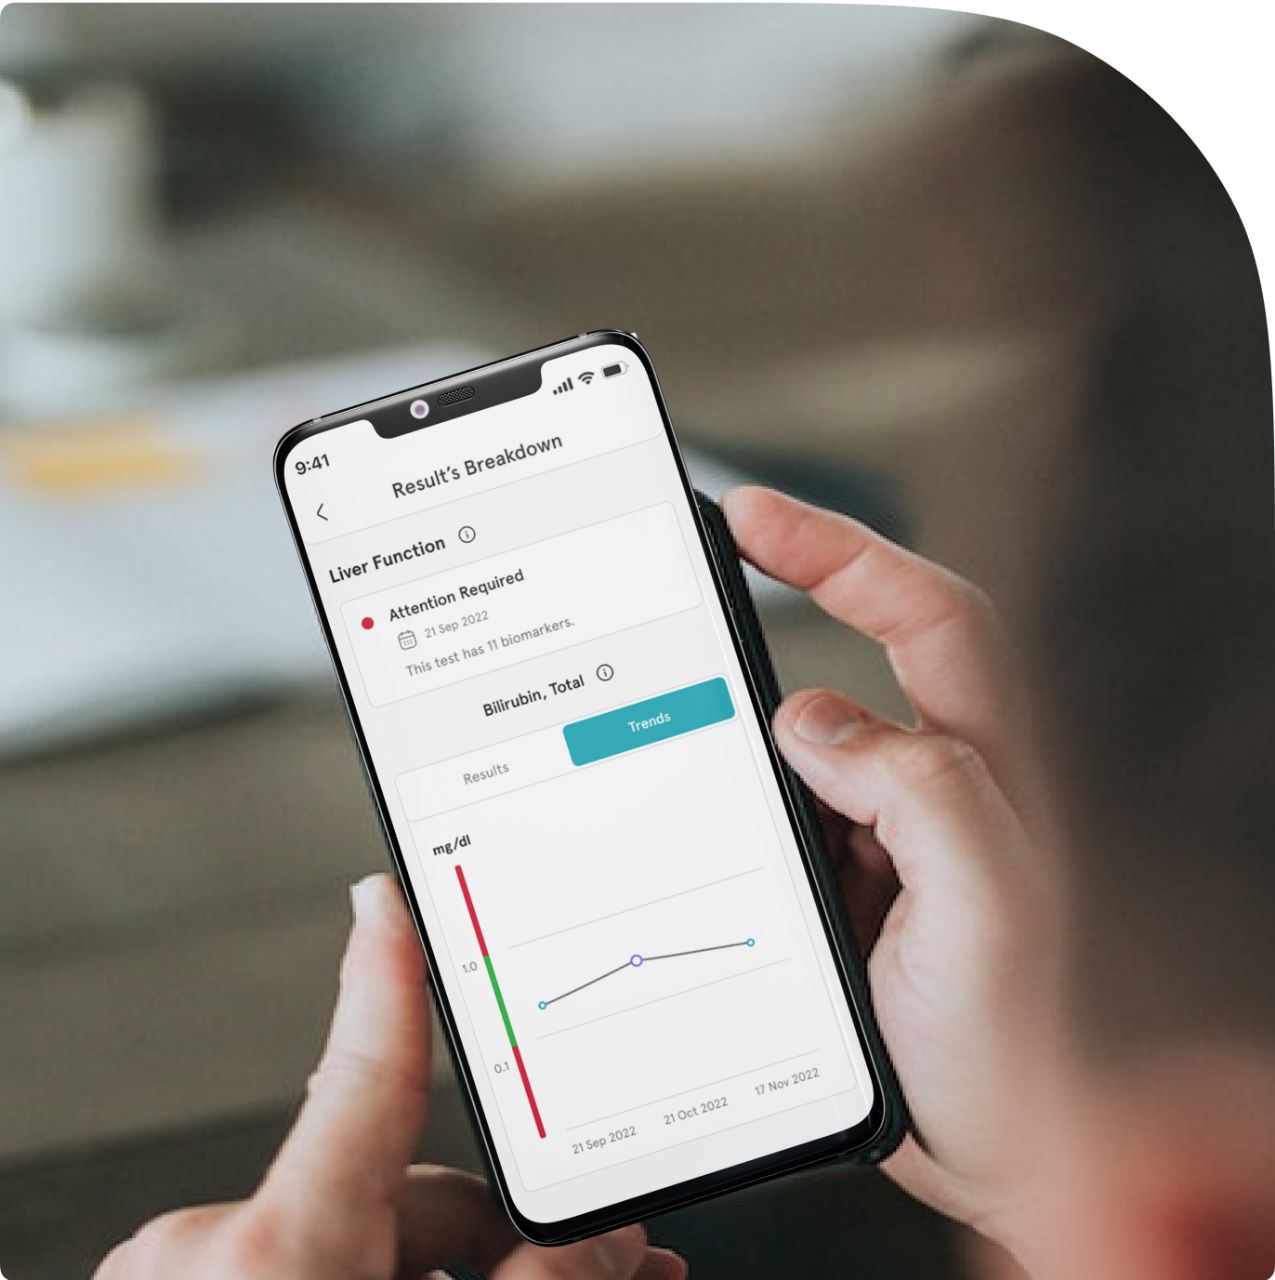 9:41
Result's Breakdown
Liver Function
Attention Required
21 Sep 2022
This test has 11 biomarkers.
Bilirubin, Total
Results
Trends
mg/dl
1.0
0.1
21 Sep 2022
21 Oct 2022
17 Nov 2022